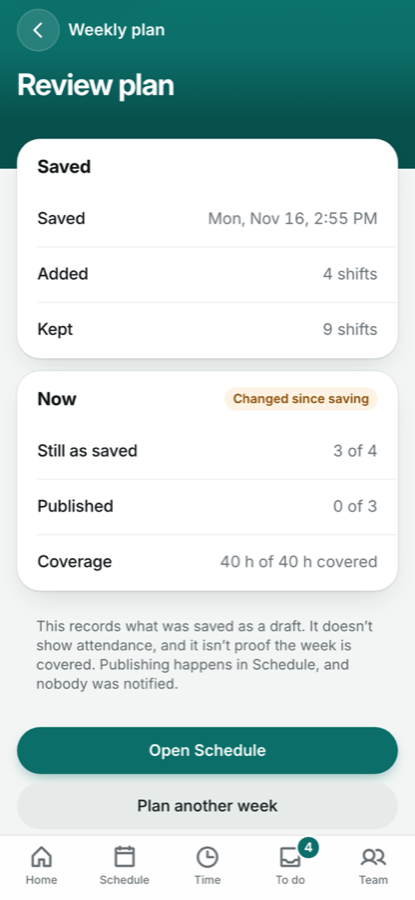 Weekly plan
Review plan
Saved
Saved Mon, Nov 16, 2:55 PM
Added 4 shifts
Kept 9 shifts
Now Changed since saving
Still as saved 3 of 4
Published 0 of 3
Coverage 40 h of 40 h covered
This records what was saved as a draft. It doesn’t
show attendance, and it isn’t proof the week is
covered. Publishing happens in Schedule, and
nobody was notified.
Open Schedule
Plan another week
4
Home Schedule Time To do Team